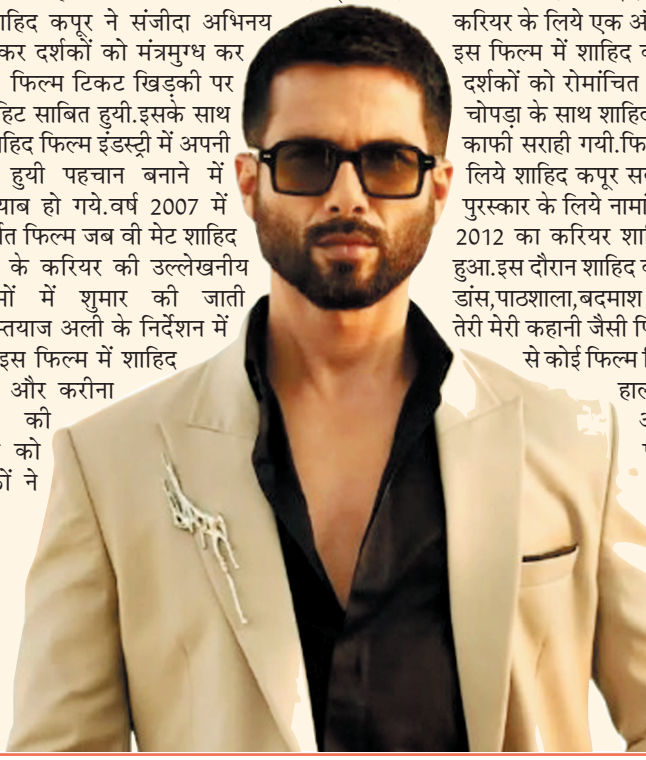 हिद कपूर ने संजीदा अभिनय
कर दर्शकों को मंत्रमुग्ध कर
फिल्म टिकट खिड़की पर
हिट साबित हुयी.इसके साथ
हिद फिल्म इंडस्ट्री में अपनी
हुयी पहचान बनाने में
याब हो गये.वर्ष 2007 में
त फिल्म जब वी मेट शाहिद
के करियर की उल्लेखनीय
मों में शुमार की जाती
म्तयाज अली के निर्देशन में
इस फिल्म में शाहिद
और करीना
की
को
ों ने
करियर के लिये एक अं
इस फिल्म में शाहिद व
दर्शकों को रोमांचित
चोपड़ा के साथ शाहिद
काफी सराही गयी.फि
लिये शाहिद कपूर सव
पुरस्कार के लिये नामां
2012 का करियर शा
हुआ.इस दौरान शाहिद व
डांस,पाठशाला,बदमाश
तेरी मेरी कहानी जैसी फि
से कोई फिल्म
हाल